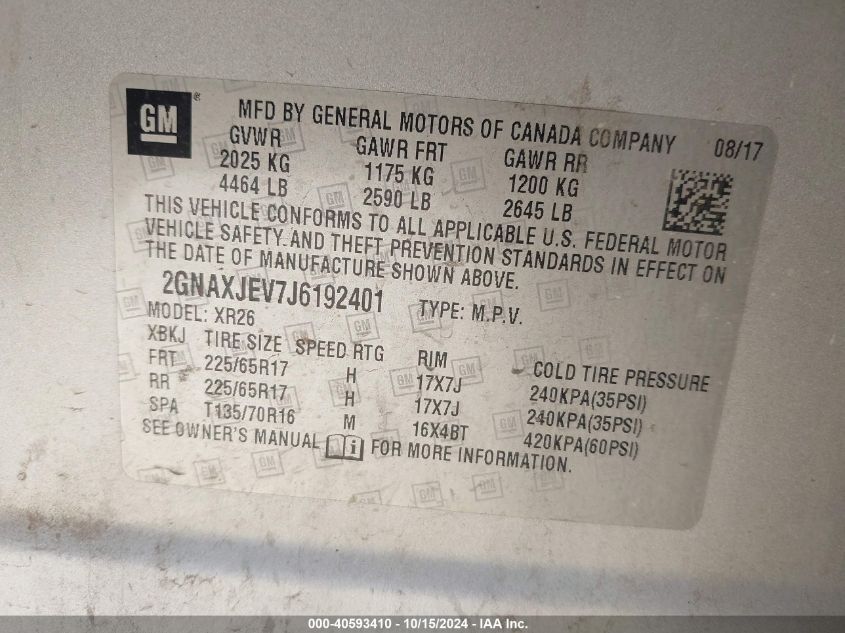 GM ® MFD BY GENERAL MOTORS OF CANADA COMPANY 08/17
GVWR GAWR FRT GAWR RR
2025 KG 1175 KG 1200 KG
4464 LB 2590 LB 2645 LB
THIS VEHICLE CONFORMS TO ALL APPLICABLE U.S. FEDERAL MOTOR
VEHICLE SAFETY AND THEFT PREVENTION STANDARDS IN EFFECT ON
THE DATE OF MANUFACTURE SHOWN ABOVE.
2GNAXJEV7J6192401 TYPE: M.P.V.
MODEL: XR26
XBKJ TIRE SIZE SPEED RTG RIM COLD TIRE PRESSURE
FRT 225/65R17 H 17X7J 240KPA(35PSI)
RR 225/65R17 H 17X7J 240KPA(35PSI)
SPA T135/70R16 M 16X4BT 420KPA(60PSI)
SEE OWNER'S MANUAL i FOR MORE INFORMATION.
000-40593410 - 10/15/2024 - IAA Inc.